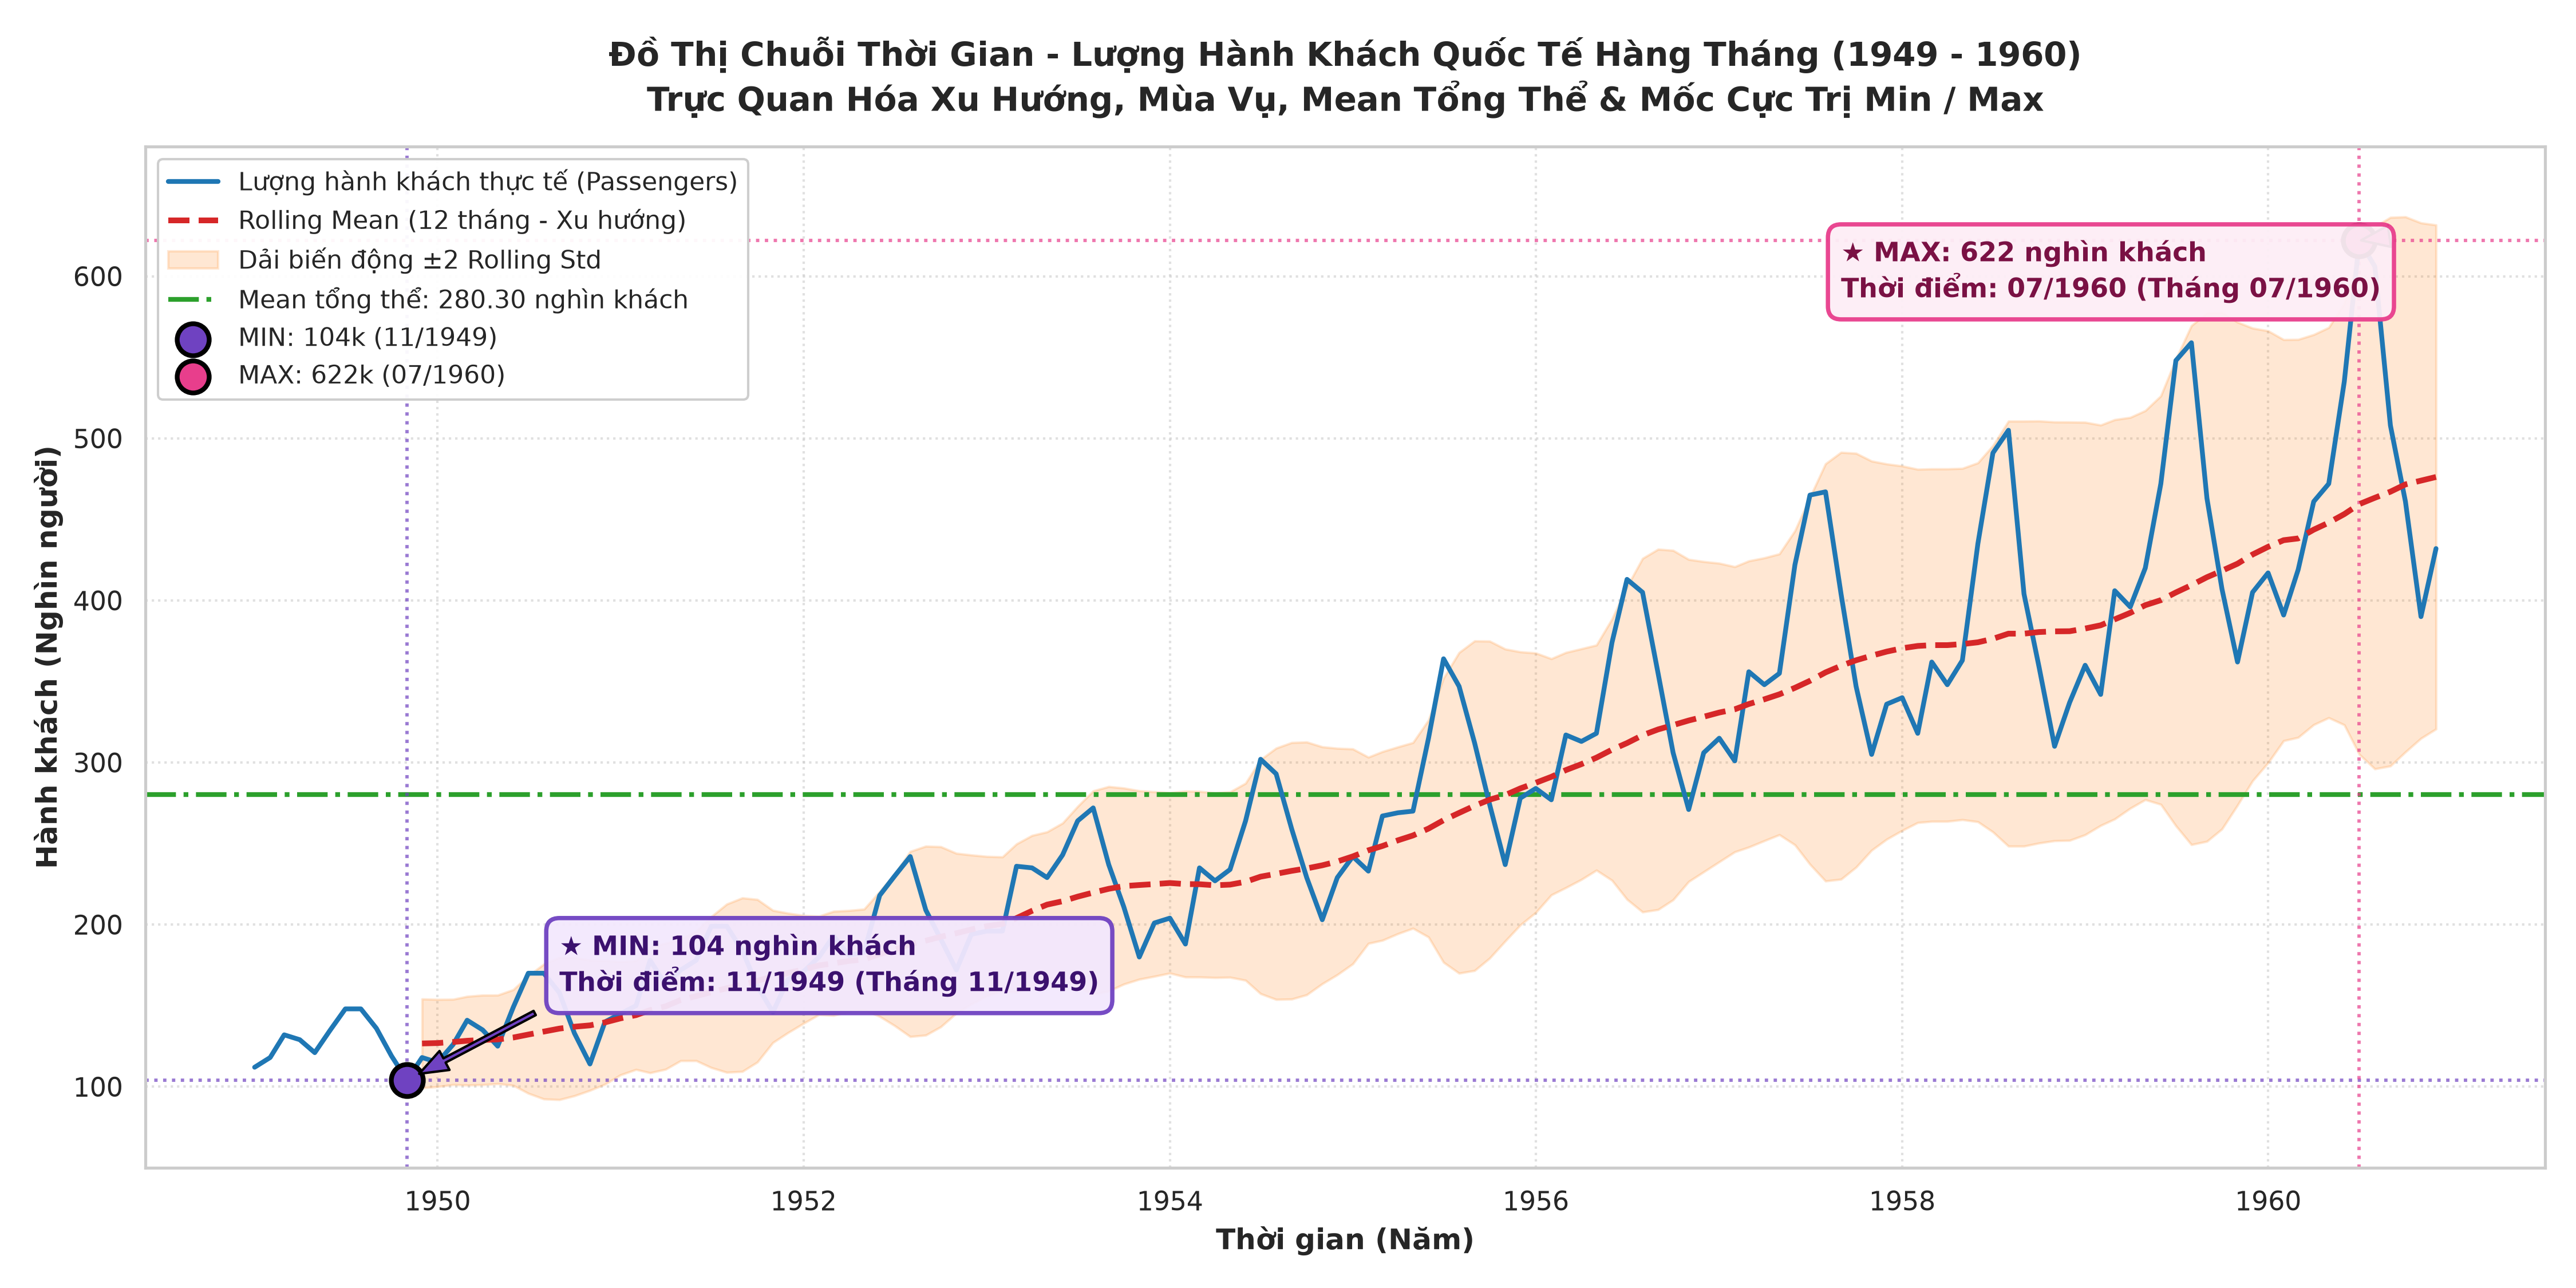 Đồ Thị Chuỗi Thời Gian - Lượng Hành Khách Quốc Tế Hàng Tháng (1949 - 1960)
Trực Quan Hóa Xu Hướng, Mùa Vụ, Mean Tổng Thể & Mốc Cực Trị Min / Max
Lượng hành khách thực tế (Passengers)
Rolling Mean (12 tháng - Xu hướng)
Dải biến động ±2 Rolling Std
Mean tổng thể: 280.30 nghìn khách
MIN: 104k (11/1949)
MAX: 622k (07/1960)
★ MAX: 622 nghìn khách
Thời điểm: 07/1960 (Tháng 07/1960)
★ MIN: 104 nghìn khách
Thời điểm: 11/1949 (Tháng 11/1949)
Hành khách (Nghìn người)
600
500
400
300
200
100
1950
1952
1954
1956
1958
1960
Thời gian (Năm)